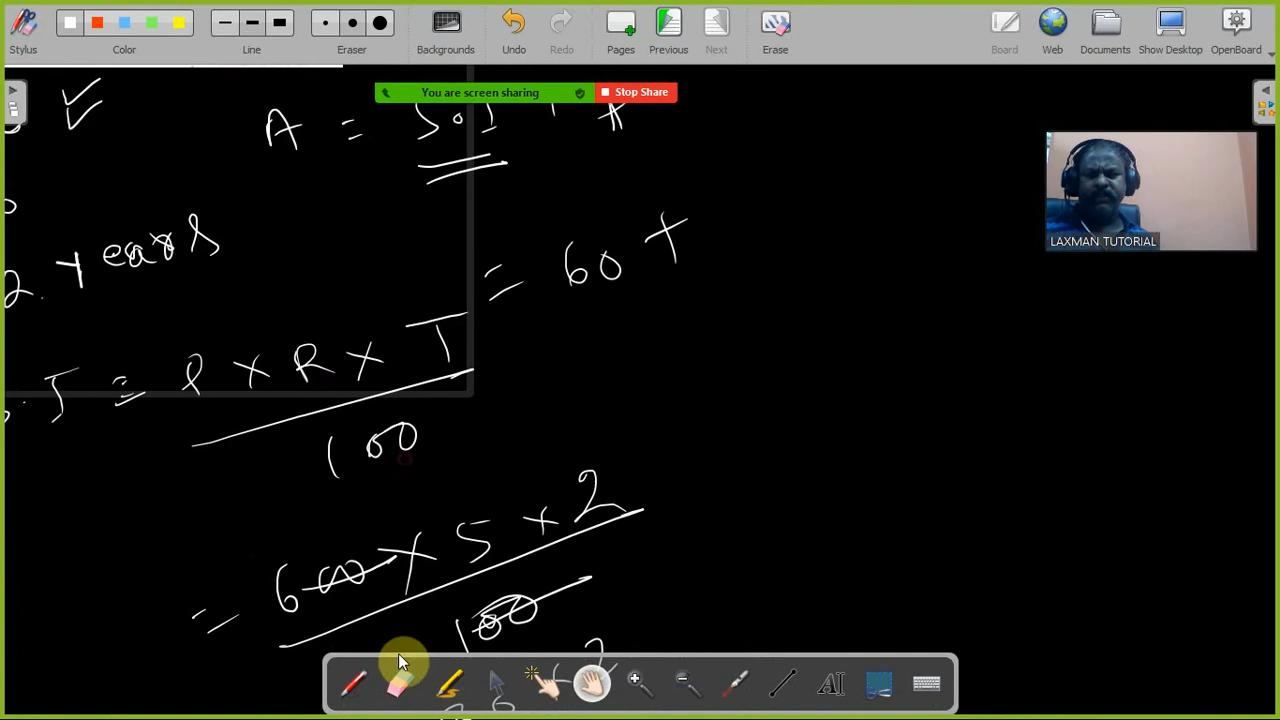 Stylus Color Line Eraser Backgrounds Undo Redo Pages Previous Next Erase Board Web Documents Show Desktop OpenBoard
You are screen sharing Stop Share
A = S.I +
LAXMAN TUTORIAL
2 years
= 60 +
. I = P × R × T
100
= 600 × 5 × 2
100